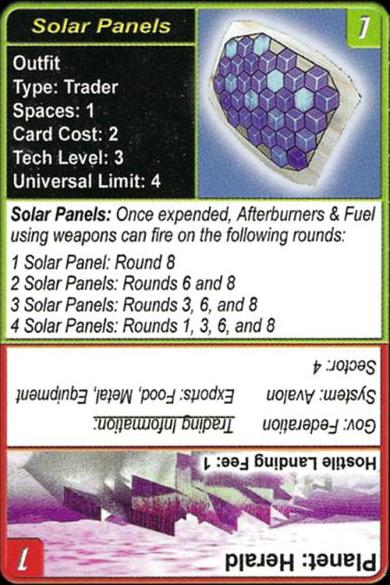 Solar Panels 1
Outfit
Type: Trader
Spaces: 1
Card Cost: 2
Tech Level: 3
Universal Limit: 4
Solar Panels: Once expended, Afterburners & Fuel
using weapons can fire on the following rounds:
1 Solar Panel: Round 8
2 Solar Panels: Rounds 6 and 8
3 Solar Panels: Rounds 3, 6, and 8
4 Solar Panels: Rounds 1, 3, 6, and 8
Planet: Herald 1
Hostile Landing Fee: 1
Gov: Federation Trading Information:
System: Avalon Exports: Food, Metal, Equipment
Sector: 4